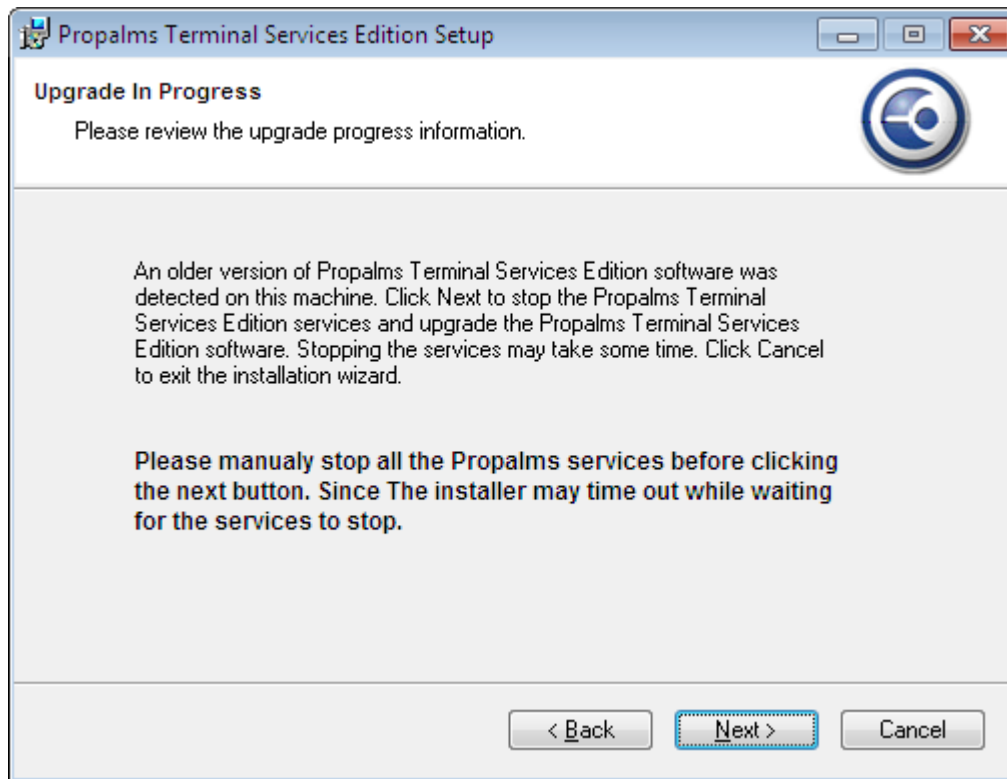 Propalms Terminal Services Edition Setup
Upgrade In Progress
Please review the upgrade progress information.
An older version of Propalms Terminal Services Edition software was
detected on this machine. Click Next to stop the Propalms Terminal
Services Edition services and upgrade the Propalms Terminal Services
Edition software. Stopping the services may take some time. Click Cancel
to exit the installation wizard.
Please manualy stop all the Propalms services before clicking
the next button. Since The installer may time out while waiting
for the services to stop.
< Back
Next >
Cancel